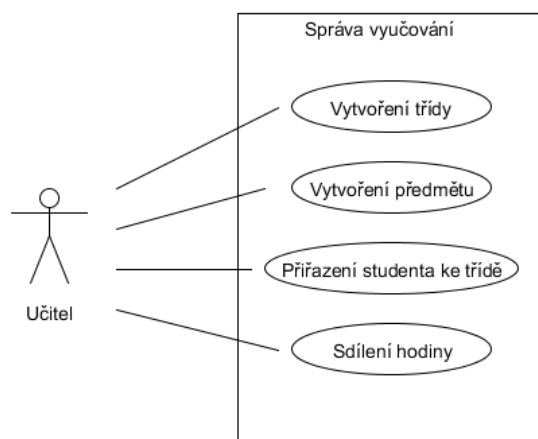 Správa vyučování
Vytvoření třídy
Vytvoření předmětu
Přiřazení studenta ke třídě
Učitel
Sdílení hodiny